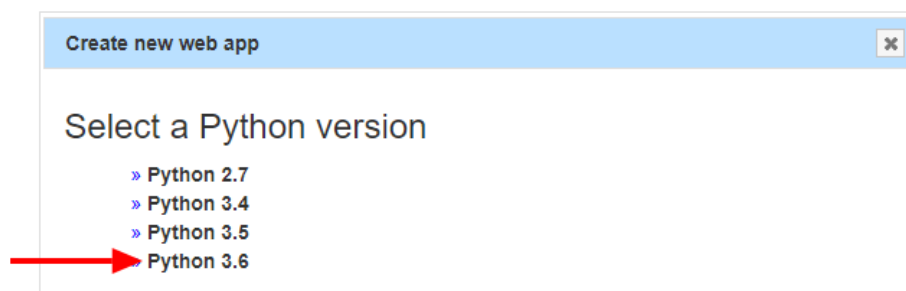 Create new web app
Select a Python version
» Python 2.7
» Python 3.4
» Python 3.5
» Python 3.6